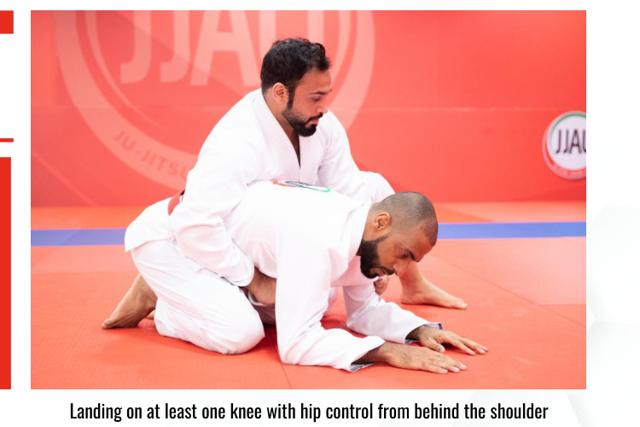 JJAU
JU-JITSU
JJAU
Landing on at least one knee with hip control from behind the shoulder